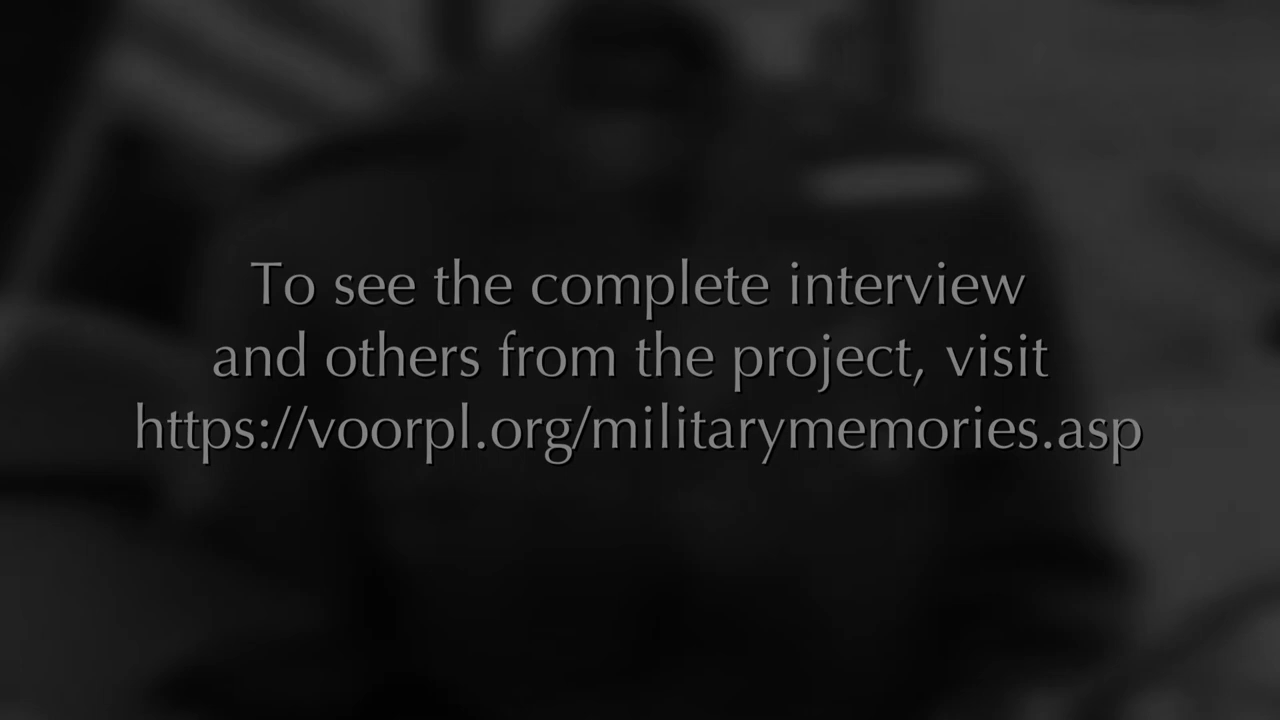 To see the complete interview
and others from the project, visit
https://voorpl.org/militarymemories.asp